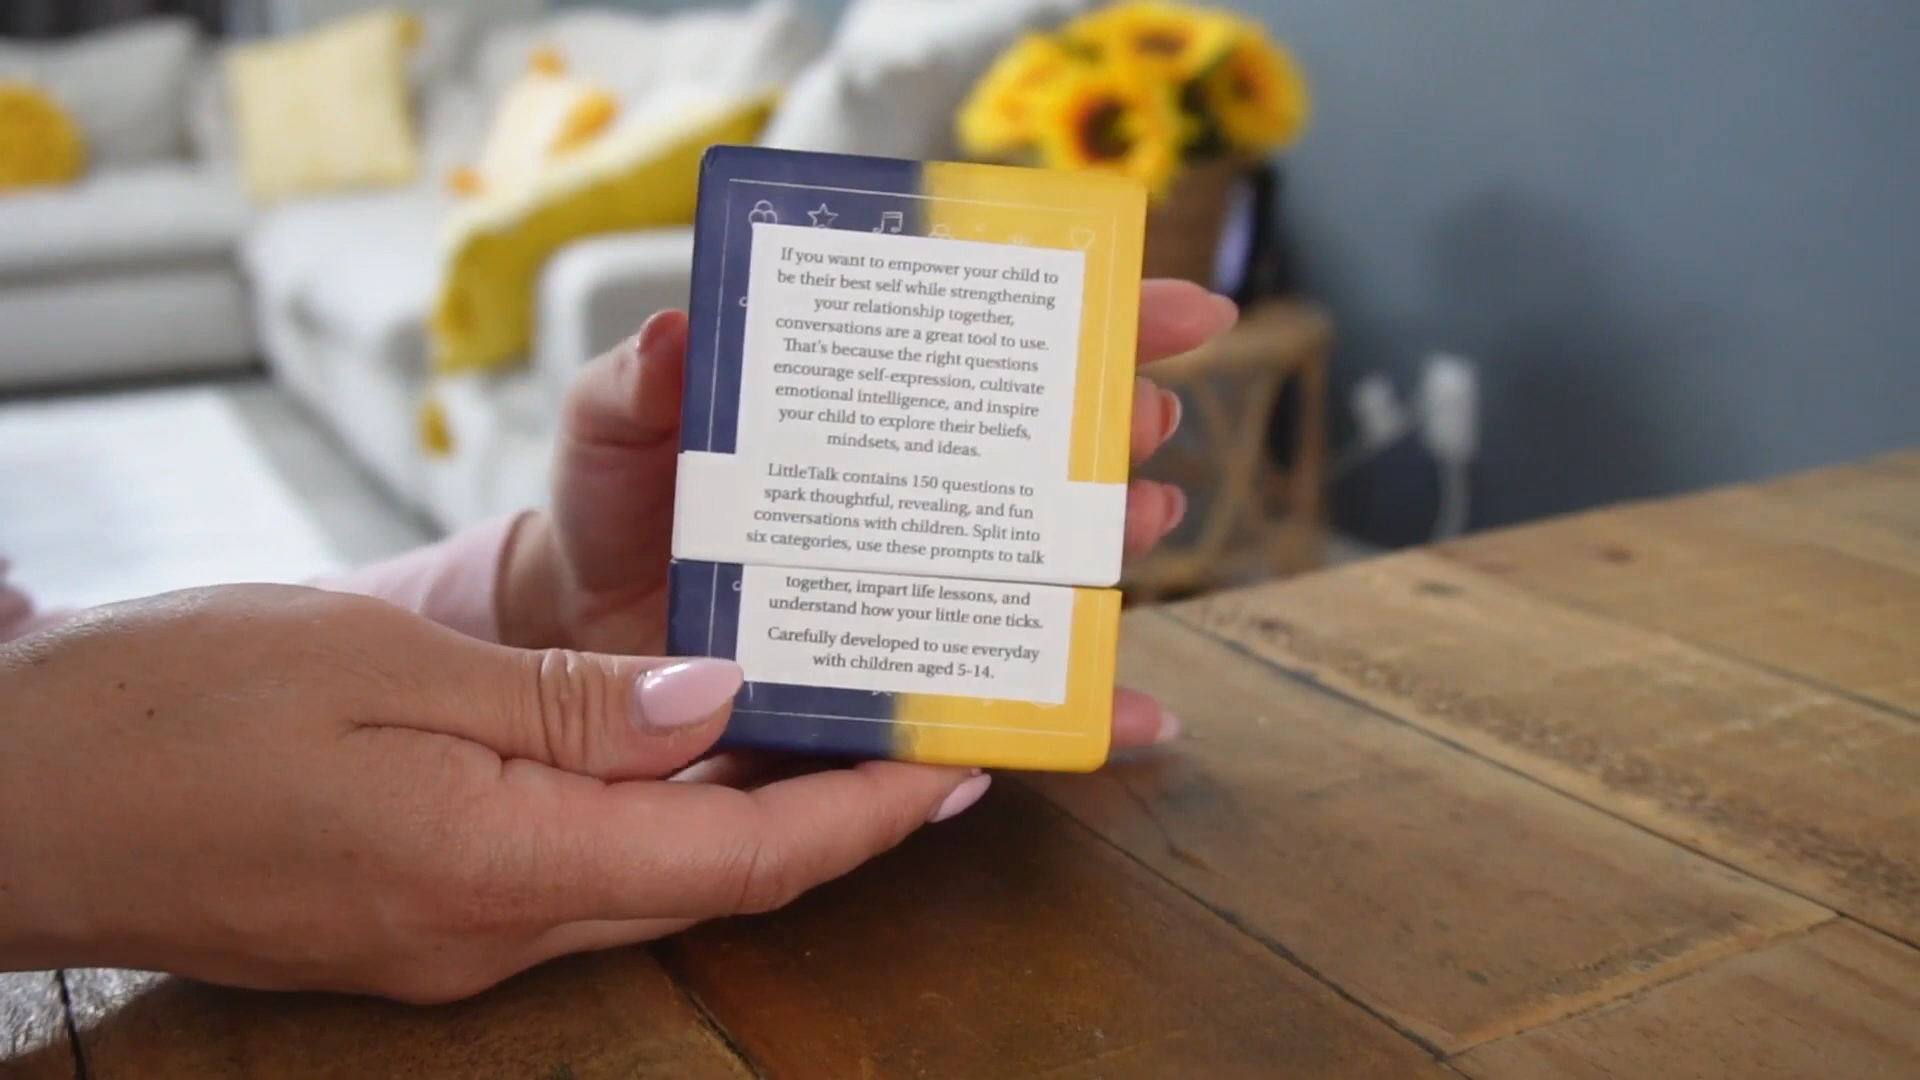 If you want to empower your child to
be their best self while strengthening
your relationship together,
conversations are a great tool to use.
That's because the right questions
encourage self-expression, cultivate
emotional intelligence, and inspire
your child to explore their beliefs,
mindsets, and ideas.
LittleTalk contains 150 questions to
spark thoughtful, revealing, and fun
conversations with children. Split into
six categories, use these prompts to talk
together, impart life lessons, and
understand how your little one ticks.
Carefully developed to use everyday
with children aged 5-14.